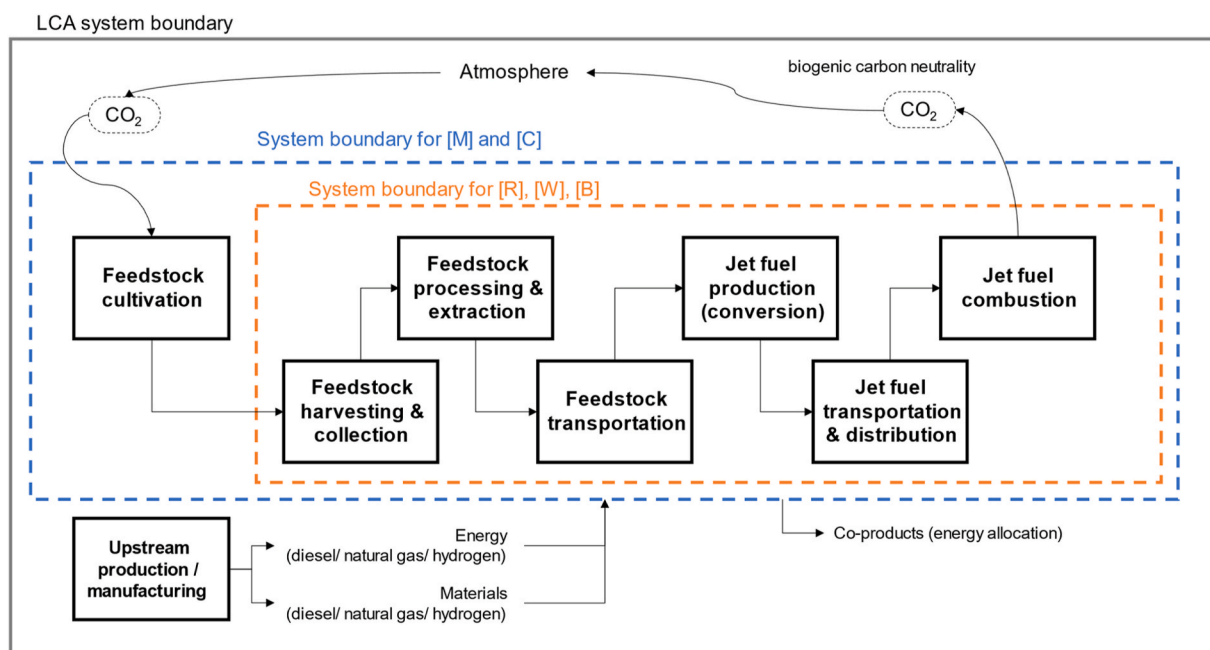 LCA system boundary
Atmosphere
biogenic carbon neutrality
CO₂
CO₂
System boundary for [M] and [C]
System boundary for [R], [W], [B]
Feedstock
cultivation
Feedstock
harvesting &
collection
Feedstock
processing &
extraction
Feedstock
transportation
Jet fuel
production
(conversion)
Jet fuel
transportation
& distribution
Jet fuel
combustion
Upstream
production /
manufacturing
Energy
(diesel/ natural gas/ hydrogen)
Materials
(diesel/ natural gas/ hydrogen)
Co-products (energy allocation)